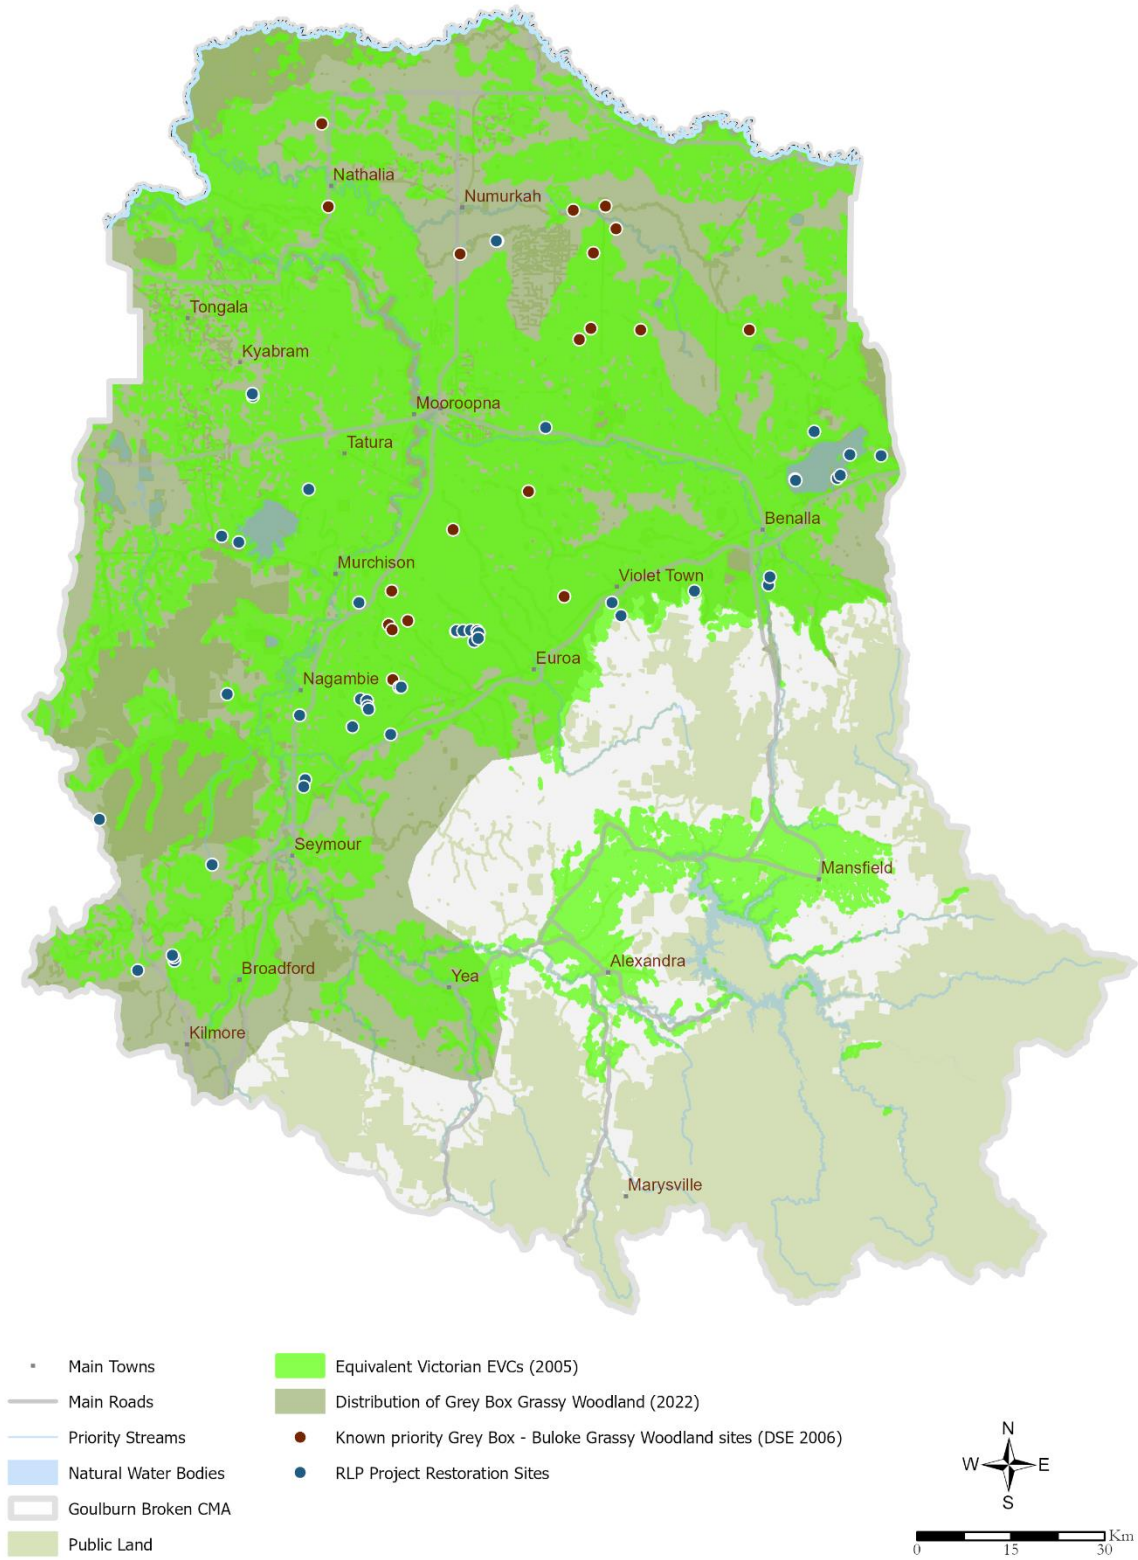 Nathalia
Numurkah
Tongala
Kyabram
Mooroopna
Tatura
Benalla
Murchison
Violet Town
Euroa
Nagambie
Seymour
Mansfield
Broadford
Yea
Alexandra
Kilmore
Marysville
Main Towns
Main Roads
Priority Streams
Natural Water Bodies
Goulburn Broken CMA
Public Land
Equivalent Victorian EVCs (2005)
Distribution of Grey Box Grassy Woodland (2022)
Known priority Grey Box - Buloke Grassy Woodland sites (DSE 2006)
RLP Project Restoration Sites
N
W E
S
Km
0 15 30